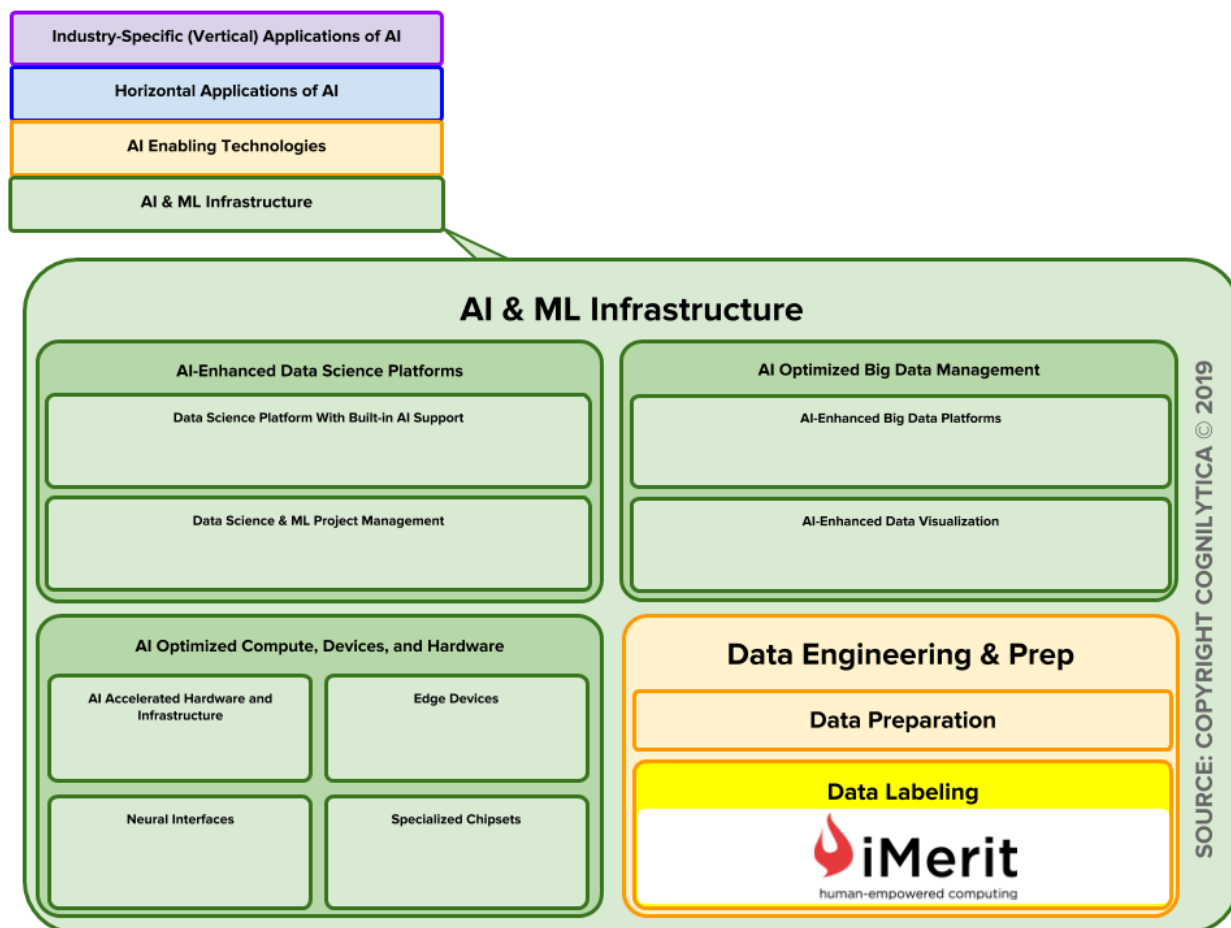 Industry-Specific (Vertical) Applications of AI
Horizontal Applications of AI
AI Enabling Technologies
AI & ML Infrastructure
AI & ML Infrastructure
AI-Enhanced Data Science Platforms
Data Science Platform With Built-in AI Support
Data Science & ML Project Management
AI Optimized Big Data Management
AI-Enhanced Big Data Platforms
AI-Enhanced Data Visualization
AI Optimized Compute, Devices, and Hardware
AI Accelerated Hardware and
Infrastructure
Edge Devices
Neural Interfaces
Specialized Chipsets
Data Engineering & Prep
Data Preparation
Data Labeling
iMerit
human-empowered computing
SOURCE: COPYRIGHT COGNILYTICA © 2019